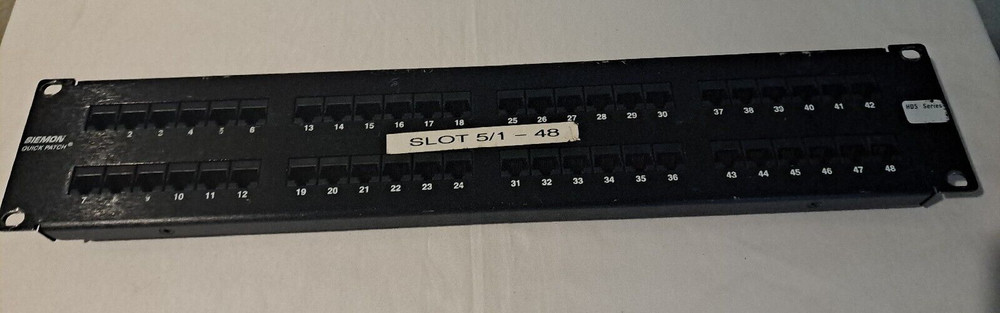 SIEMON
QUICK PATCH®
2 3 4 5 6
13 14 15 16 17 18
25 26 27 28 29 30
37 38 39 40 41 42
HD5 Series
SLOT 5/1 - 48
7 9 10 11 12
19 20 21 22 23 24
31 32 33 34 35 36
43 44 45 46 47 48